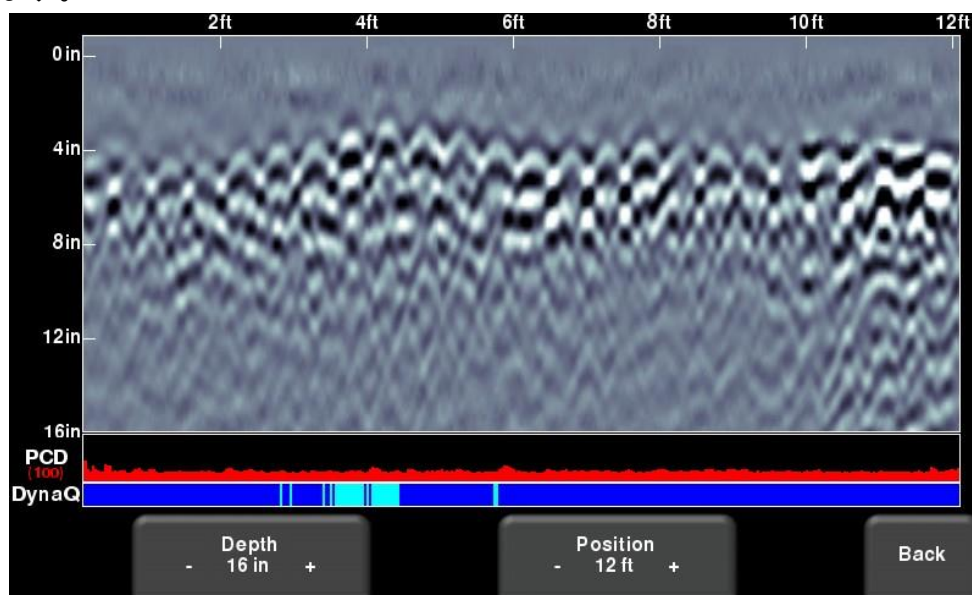 2ft 4ft 6ft 8ft 10ft 12ft
0in
4in
8in
12in
16in
PCD
(100)
DynaQ
Depth
- 16 in +
Position
- 12 ft +
Back